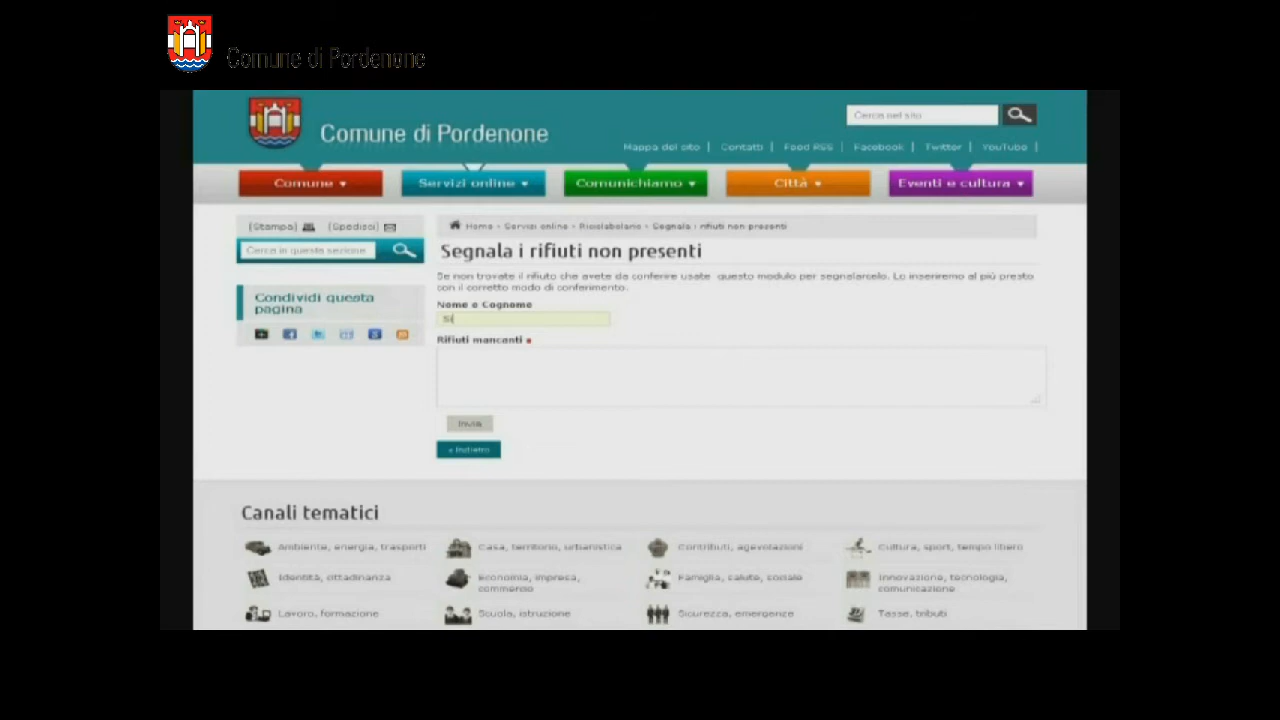 Comune di Pordenone
Comune di Pordenone
Cerca nel sito
Mappa del sito | Contatti | Feed RSS | Facebook | Twitter | YouTube |
Comune
Servizi online
Comunichiamo
Città
Eventi e cultura
[Stampa] [Spedisci]
Home • Servizi online • Riciclabolario • Segnala i rifiuti non presenti
Cerca in questa sezione
Segnala i rifiuti non presenti
Se non trovate il rifiuto che avete da conferire usate questo modulo per segnalarcelo. Lo inseriremo al più presto
con il corretto modo di conferimento.
Condividi questa
pagina
Nome e Cognome
Si
Rifiuti mancanti
Invia
« Indietro
Canali tematici
Ambiente, energia, trasporti
Casa, territorio, urbanistica
Contributi, agevolazioni
Cultura, sport, tempo libero
Identità, cittadinanza
Economia, impresa,
commercio
Famiglia, salute, sociale
Innovazione, tecnologia,
comunicazione
Lavoro, formazione
Scuola, istruzione
Sicurezza, emergenze
Tasse, tributi